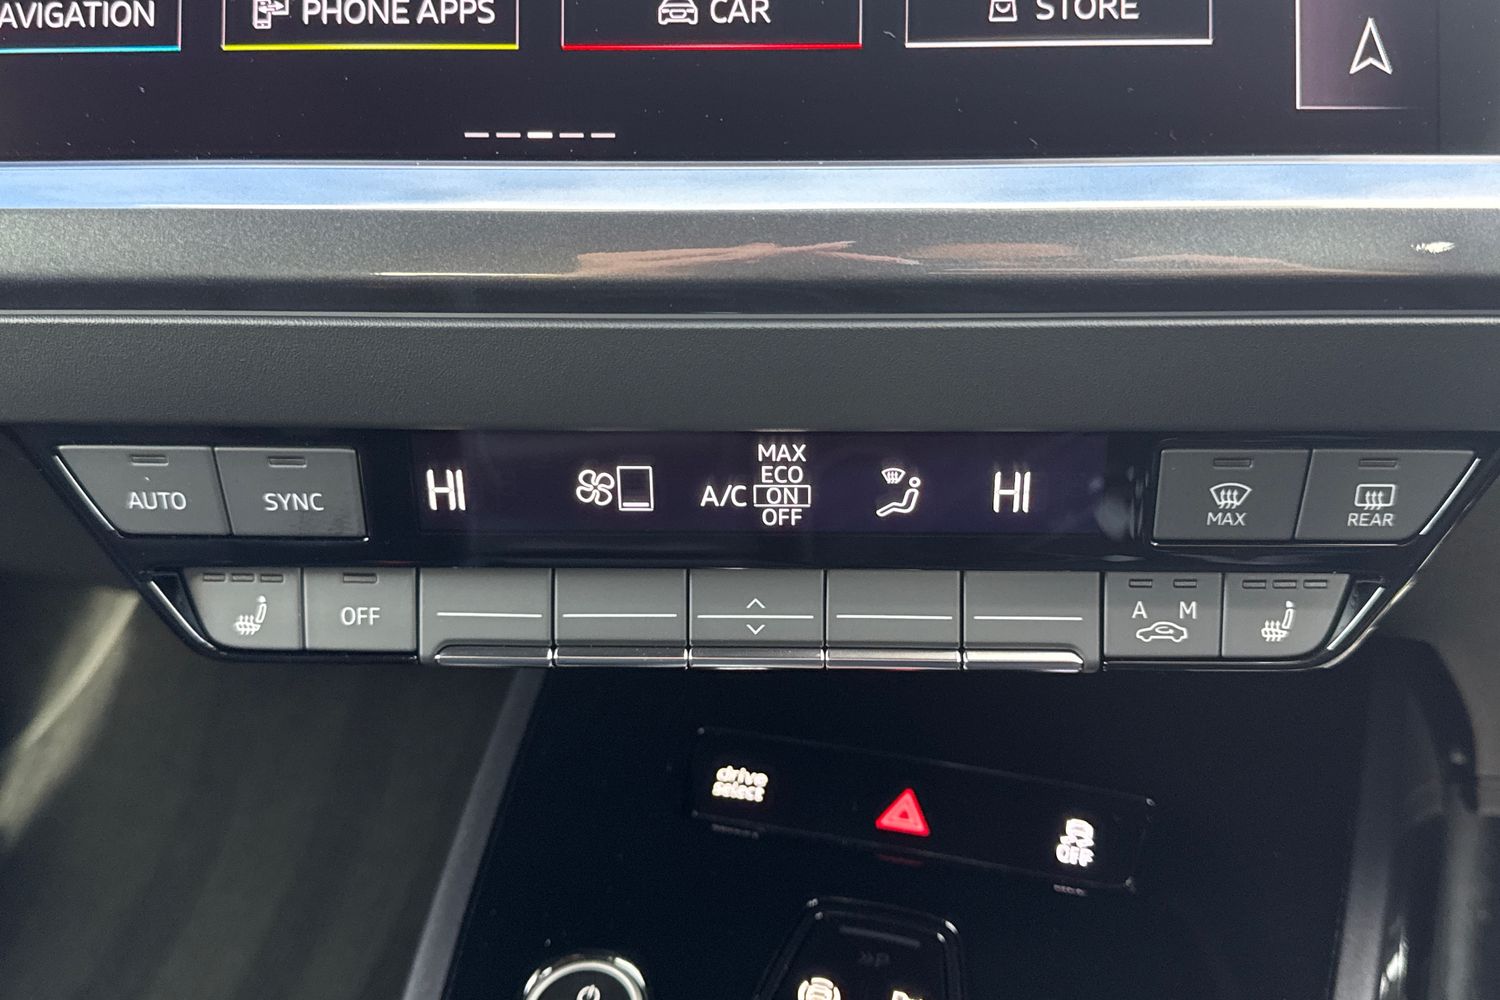 AVIGATION
PHONE APPS
CAR
STORE
AUTO
SYNC
HI
A/C
MAX
ECO
ON
OFF
HI
MAX
REAR
OFF
A M
drive
select
OFF